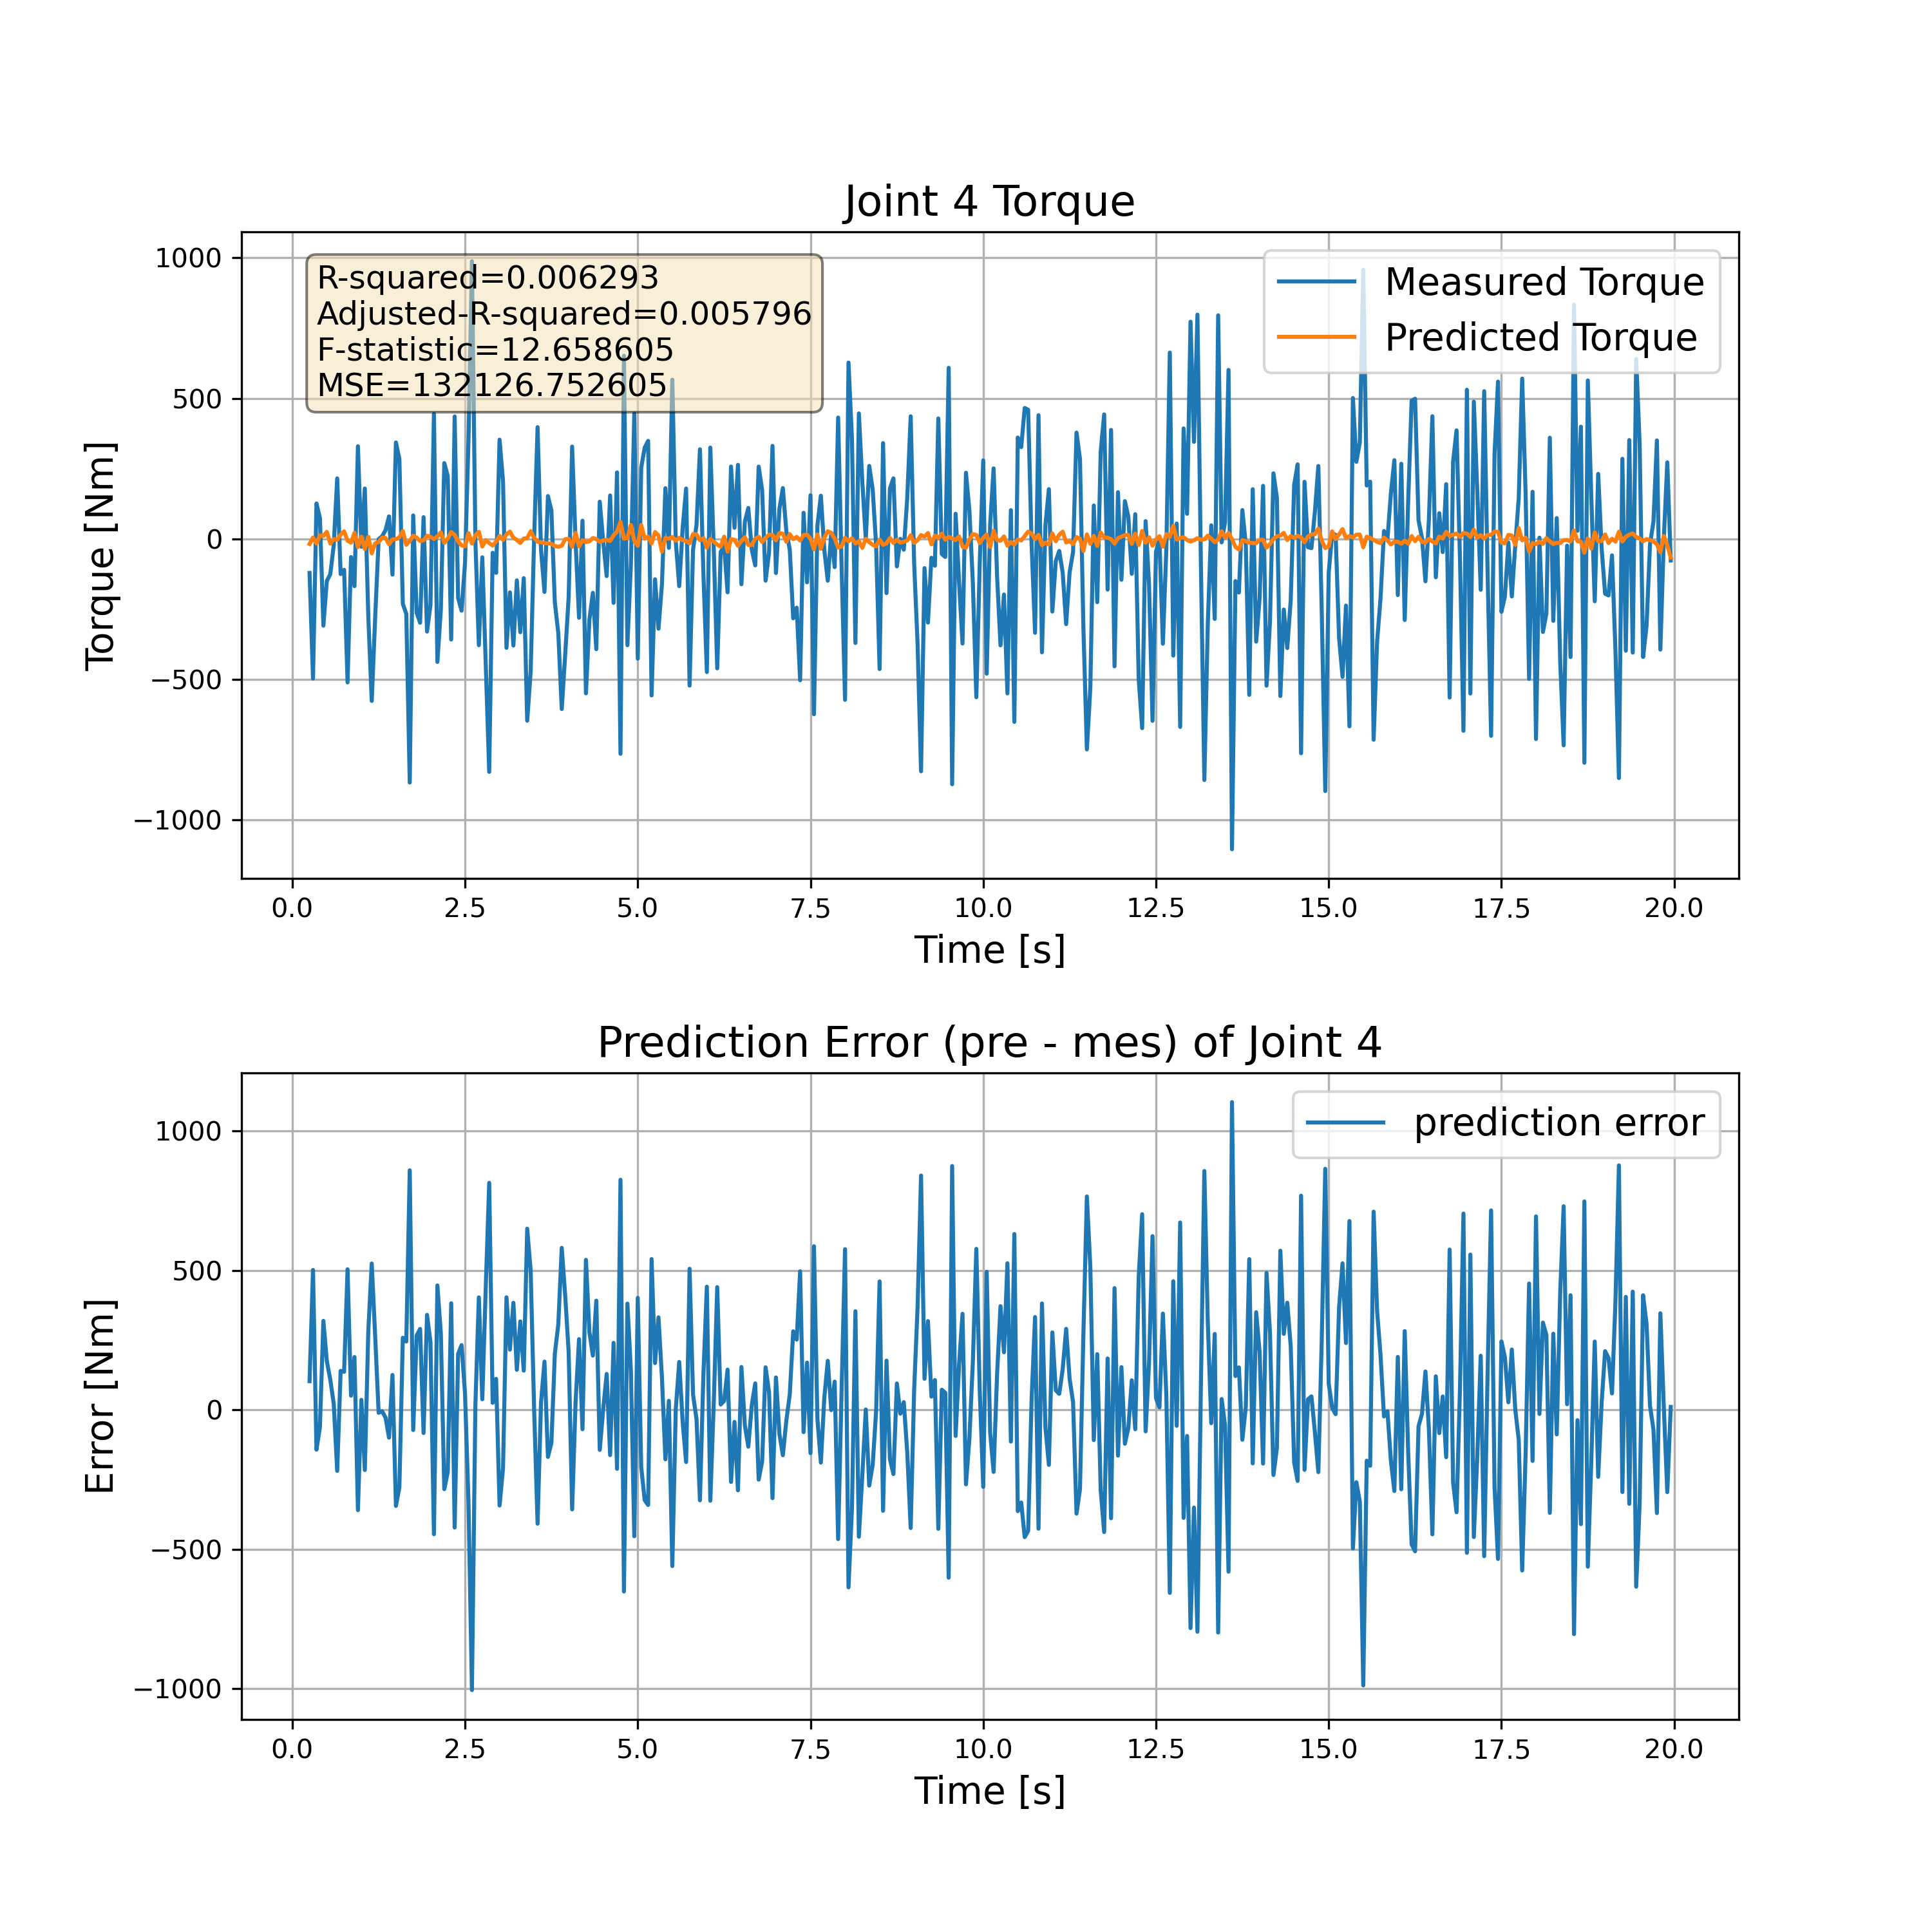 Joint 4 Torque
R-squared=0.006293
Adjusted-R-squared=0.005796
F-statistic=12.658605
MSE=132126.752605
Measured Torque
Predicted Torque
Torque [Nm]
1000
500
0
−500
−1000
0.0 2.5 5.0 7.5 10.0 12.5 15.0 17.5 20.0
Time [s]
Prediction Error (pre - mes) of Joint 4
prediction error
Error [Nm]
1000
500
0
−500
−1000
0.0 2.5 5.0 7.5 10.0 12.5 15.0 17.5 20.0
Time [s]